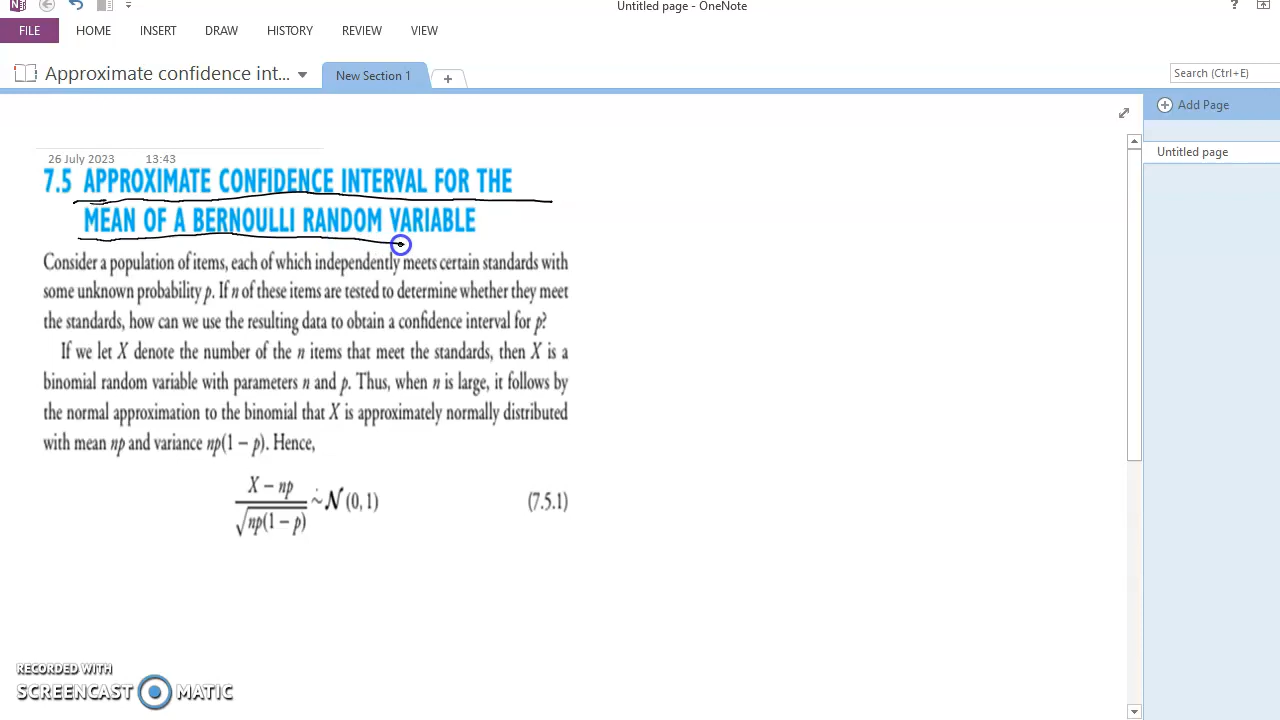 Untitled page - OneNote
?
FILE HOME INSERT DRAW HISTORY REVIEW VIEW
Approximate confidence int... New Section 1 +
Search (Ctrl+E)
Add Page
Untitled page
26 July 2023 13:43
7.5 APPROXIMATE CONFIDENCE INTERVAL FOR THE
MEAN OF A BERNOULLI RANDOM VARIABLE
Consider a population of items, each of which independently meets certain standards with
some unknown probability p. If n of these items are tested to determine whether they meet
the standards, how can we use the resulting data to obtain a confidence interval for p?
If we let X denote the number of the n items that meet the standards, then X is a
binomial random variable with parameters n and p. Thus, when n is large, it follows by
the normal approximation to the binomial that X is approximately normally distributed
with mean np and variance np(1 − p). Hence,
X − np
√np(1 − p) ∼̇ 𝒩 (0, 1) (7.5.1)
RECORDED WITH
SCREENCAST MATIC